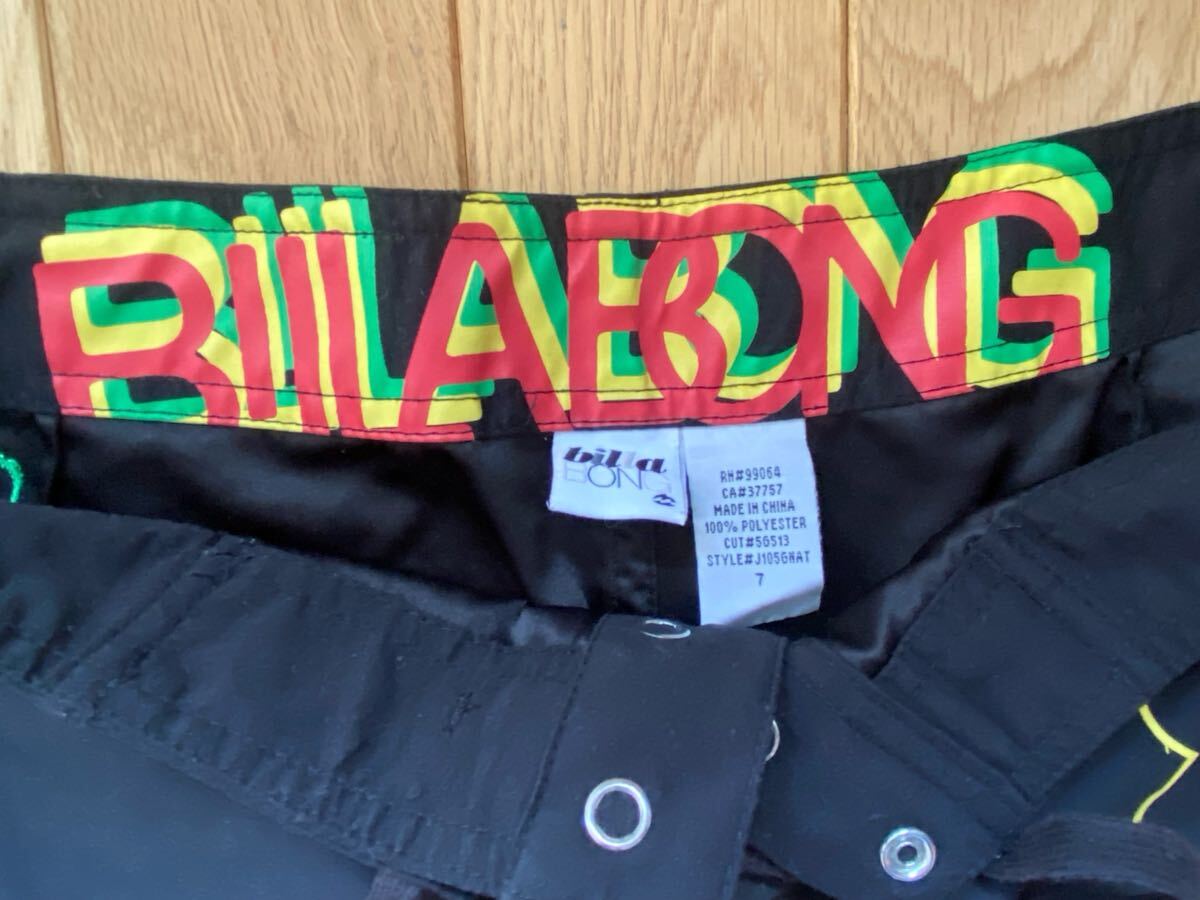 BILLABONG
billa
BONG
RN#99064
CA#37757
MADE IN CHINA
100% POLYESTER
CUT#56513
STYLE#J105GWAT
7